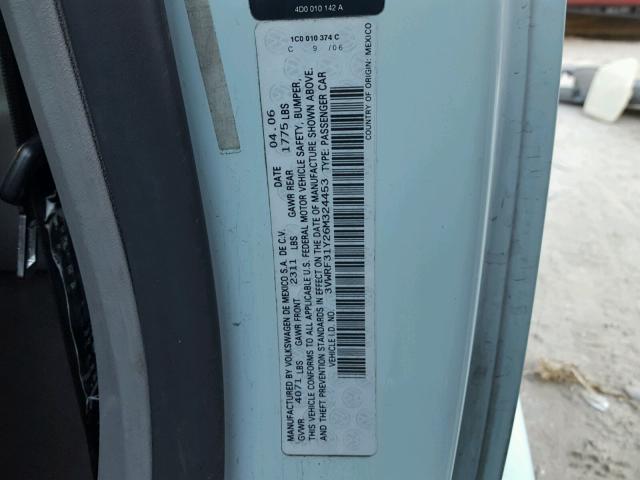 4D0 010 142 A
1C0 010 374 C
C 9 /06
MANUFACTURED BY VOLKSWAGEN DE MEXICO S.A. DE C.V. DATE 04.06
GVWR 4071 LBS GAWR FRONT 2311 LBS GAWR REAR 1775 LBS
THIS VEHICLE CONFORMS TO ALL APPLICABLE U.S. FEDERAL MOTOR VEHICLE SAFETY, BUMPER,
AND THEFT PREVENTION STANDARDS IN EFFECT ON THE DATE OF MANUFACTURE SHOWN ABOVE.
VEHICLE I.D. NO.: 3VWRF31Y26M324453 TYPE: PASSENGER CAR
COUNTRY OF ORIGIN: MEXICO